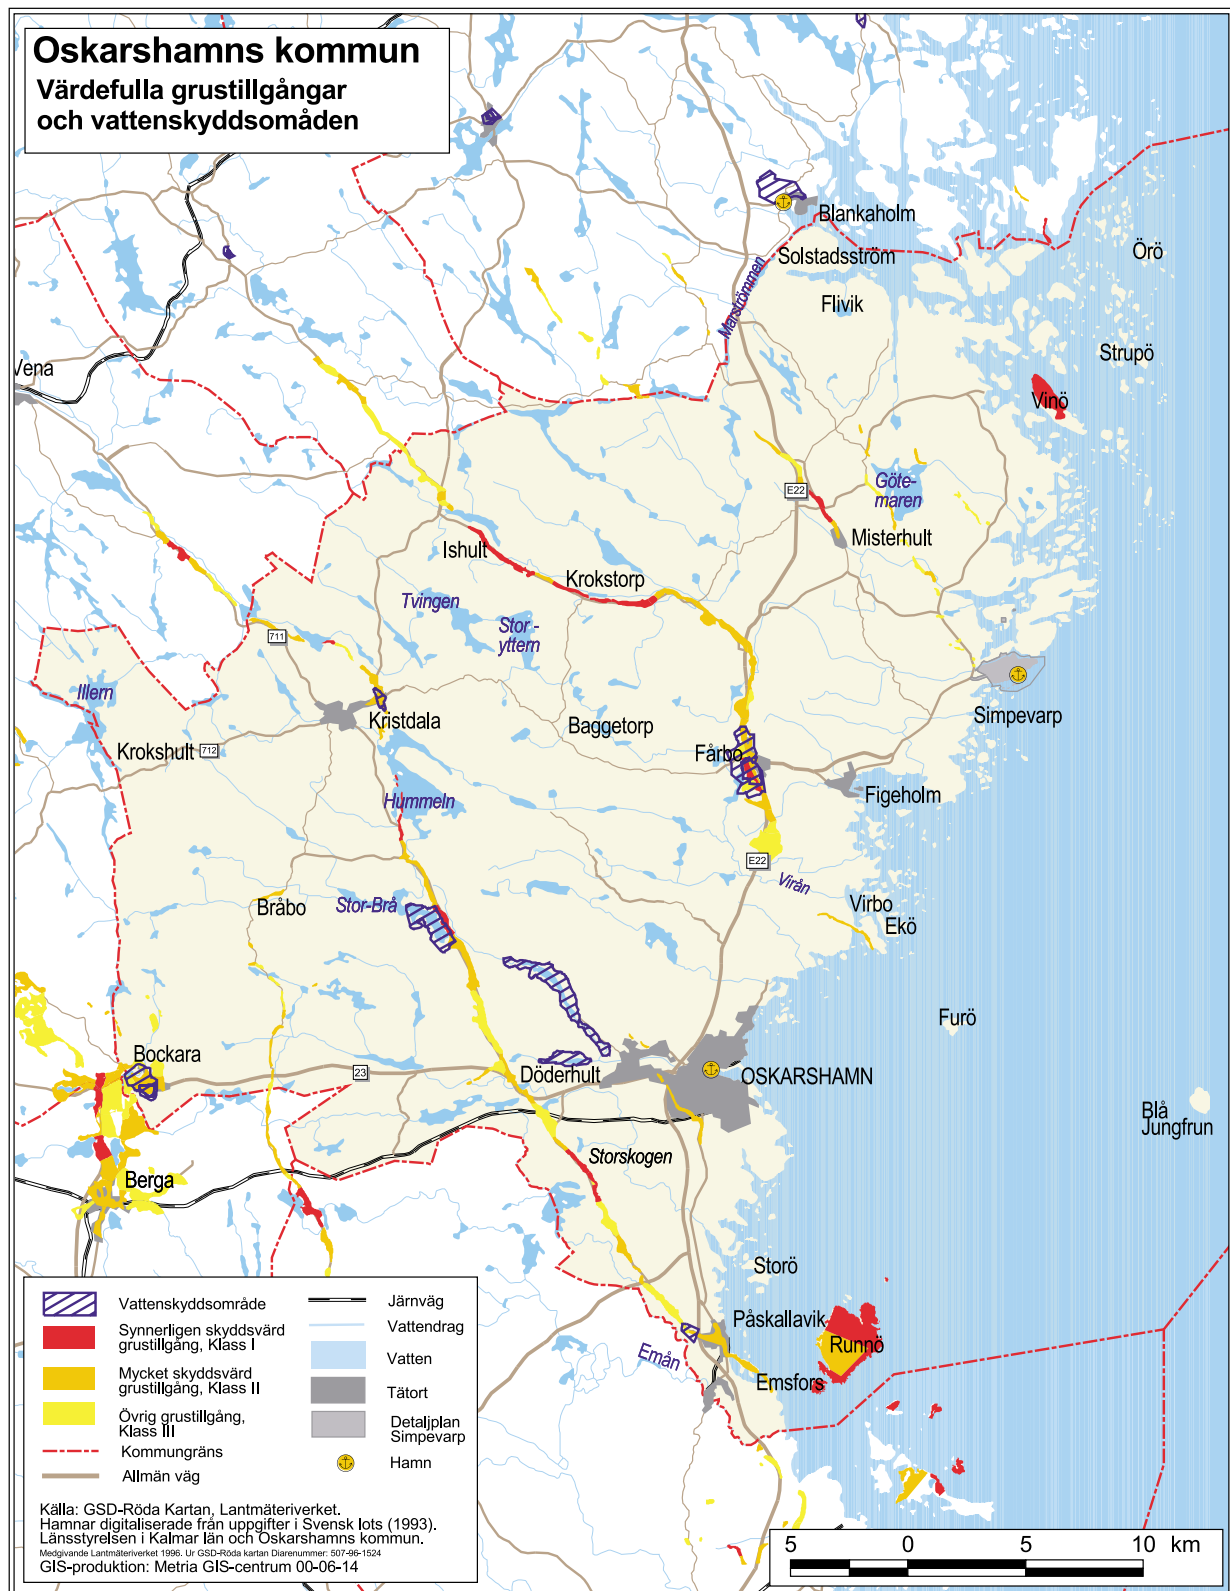 Oskarshamns kommun
Värdefulla grustillgångar
och vattenskyddsomåden
Blankaholm
Solstadsström
Örö
Marströmmen
Flivik
Strupö
Vena
Vinö
Göte-
maren
E22
Misterhult
Ishult
Krokstorp
Tvingen
Stor -
yttern
711
Illern
Simpevarp
Kristdala
Baggetorp
Krokshult
712
Fårbo
Figeholm
Hummeln
E22
Virån
Bråbo
Stor-Brå
Virbo
Ekö
Furö
Bockara
23
Döderhult
OSKARSHAMN
Blå
Jungfrun
Storskogen
Berga
Storö
Påskallavik
Runnö
Emån
Emsfors
Vattenskyddsområde
Synnerligen skyddsvärd
grustillgång, Klass I
Mycket skyddsvärd
grustillgång, Klass II
Övrig grustillgång,
Klass III
Kommungräns
Allmän väg
Järnväg
Vattendrag
Vatten
Tätort
Detaljplan
Simpevarp
Hamn
Källa: GSD-Röda Kartan, Lantmäteriverket.
Hamnar digitaliserade från uppgifter i Svensk lots (1993).
Länsstyrelsen i Kalmar län och Oskarshamns kommun.
Medgivande Lantmäteriverket 1996. Ur GSD-Röda kartan Diarenummer: 507-96-1524
GIS-produktion: Metria GIS-centrum 00-06-14
5 0 5 10 km